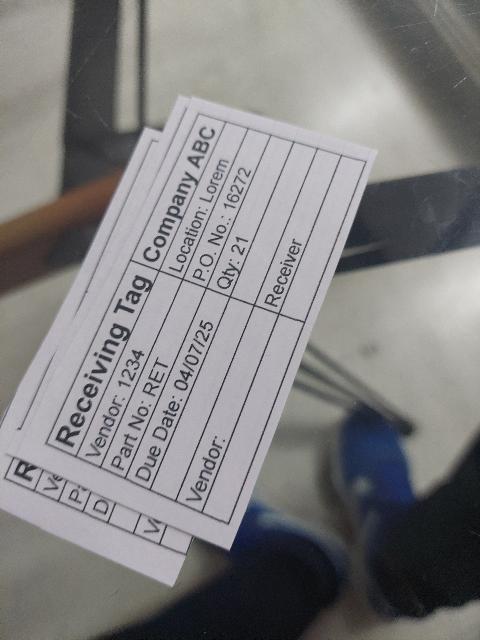 Receiving Tag Company ABC
Vendor: 1234 Location: Lorem
Part No: RET P.O. No.: 16272
Due Date: 04/07/25 Qty: 21
Vendor: Receiver
R
Ve
D